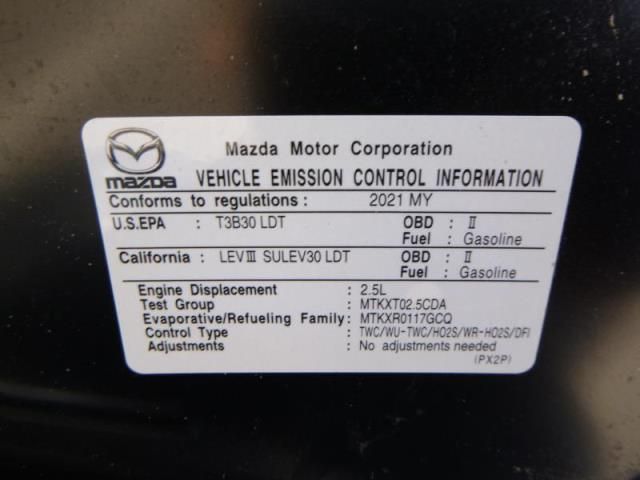 Mazda Motor Corporation
mazda VEHICLE EMISSION CONTROL INFORMATION
Conforms to regulations : 2021 MY
U.S.EPA : T3B30 LDT OBD : II
Fuel : Gasoline
California : LEVIII SULEV30 LDT OBD : II
Fuel : Gasoline
Engine Displacement : 2.5L
Test Group : MTKXT02.5CDA
Evaporative/Refueling Family: MTKXR0117GCQ
Control Type : TWC/WU-TWC/HO2S/WR-HO2S/DFI
Adjustments : No adjustments needed
(PX2P)